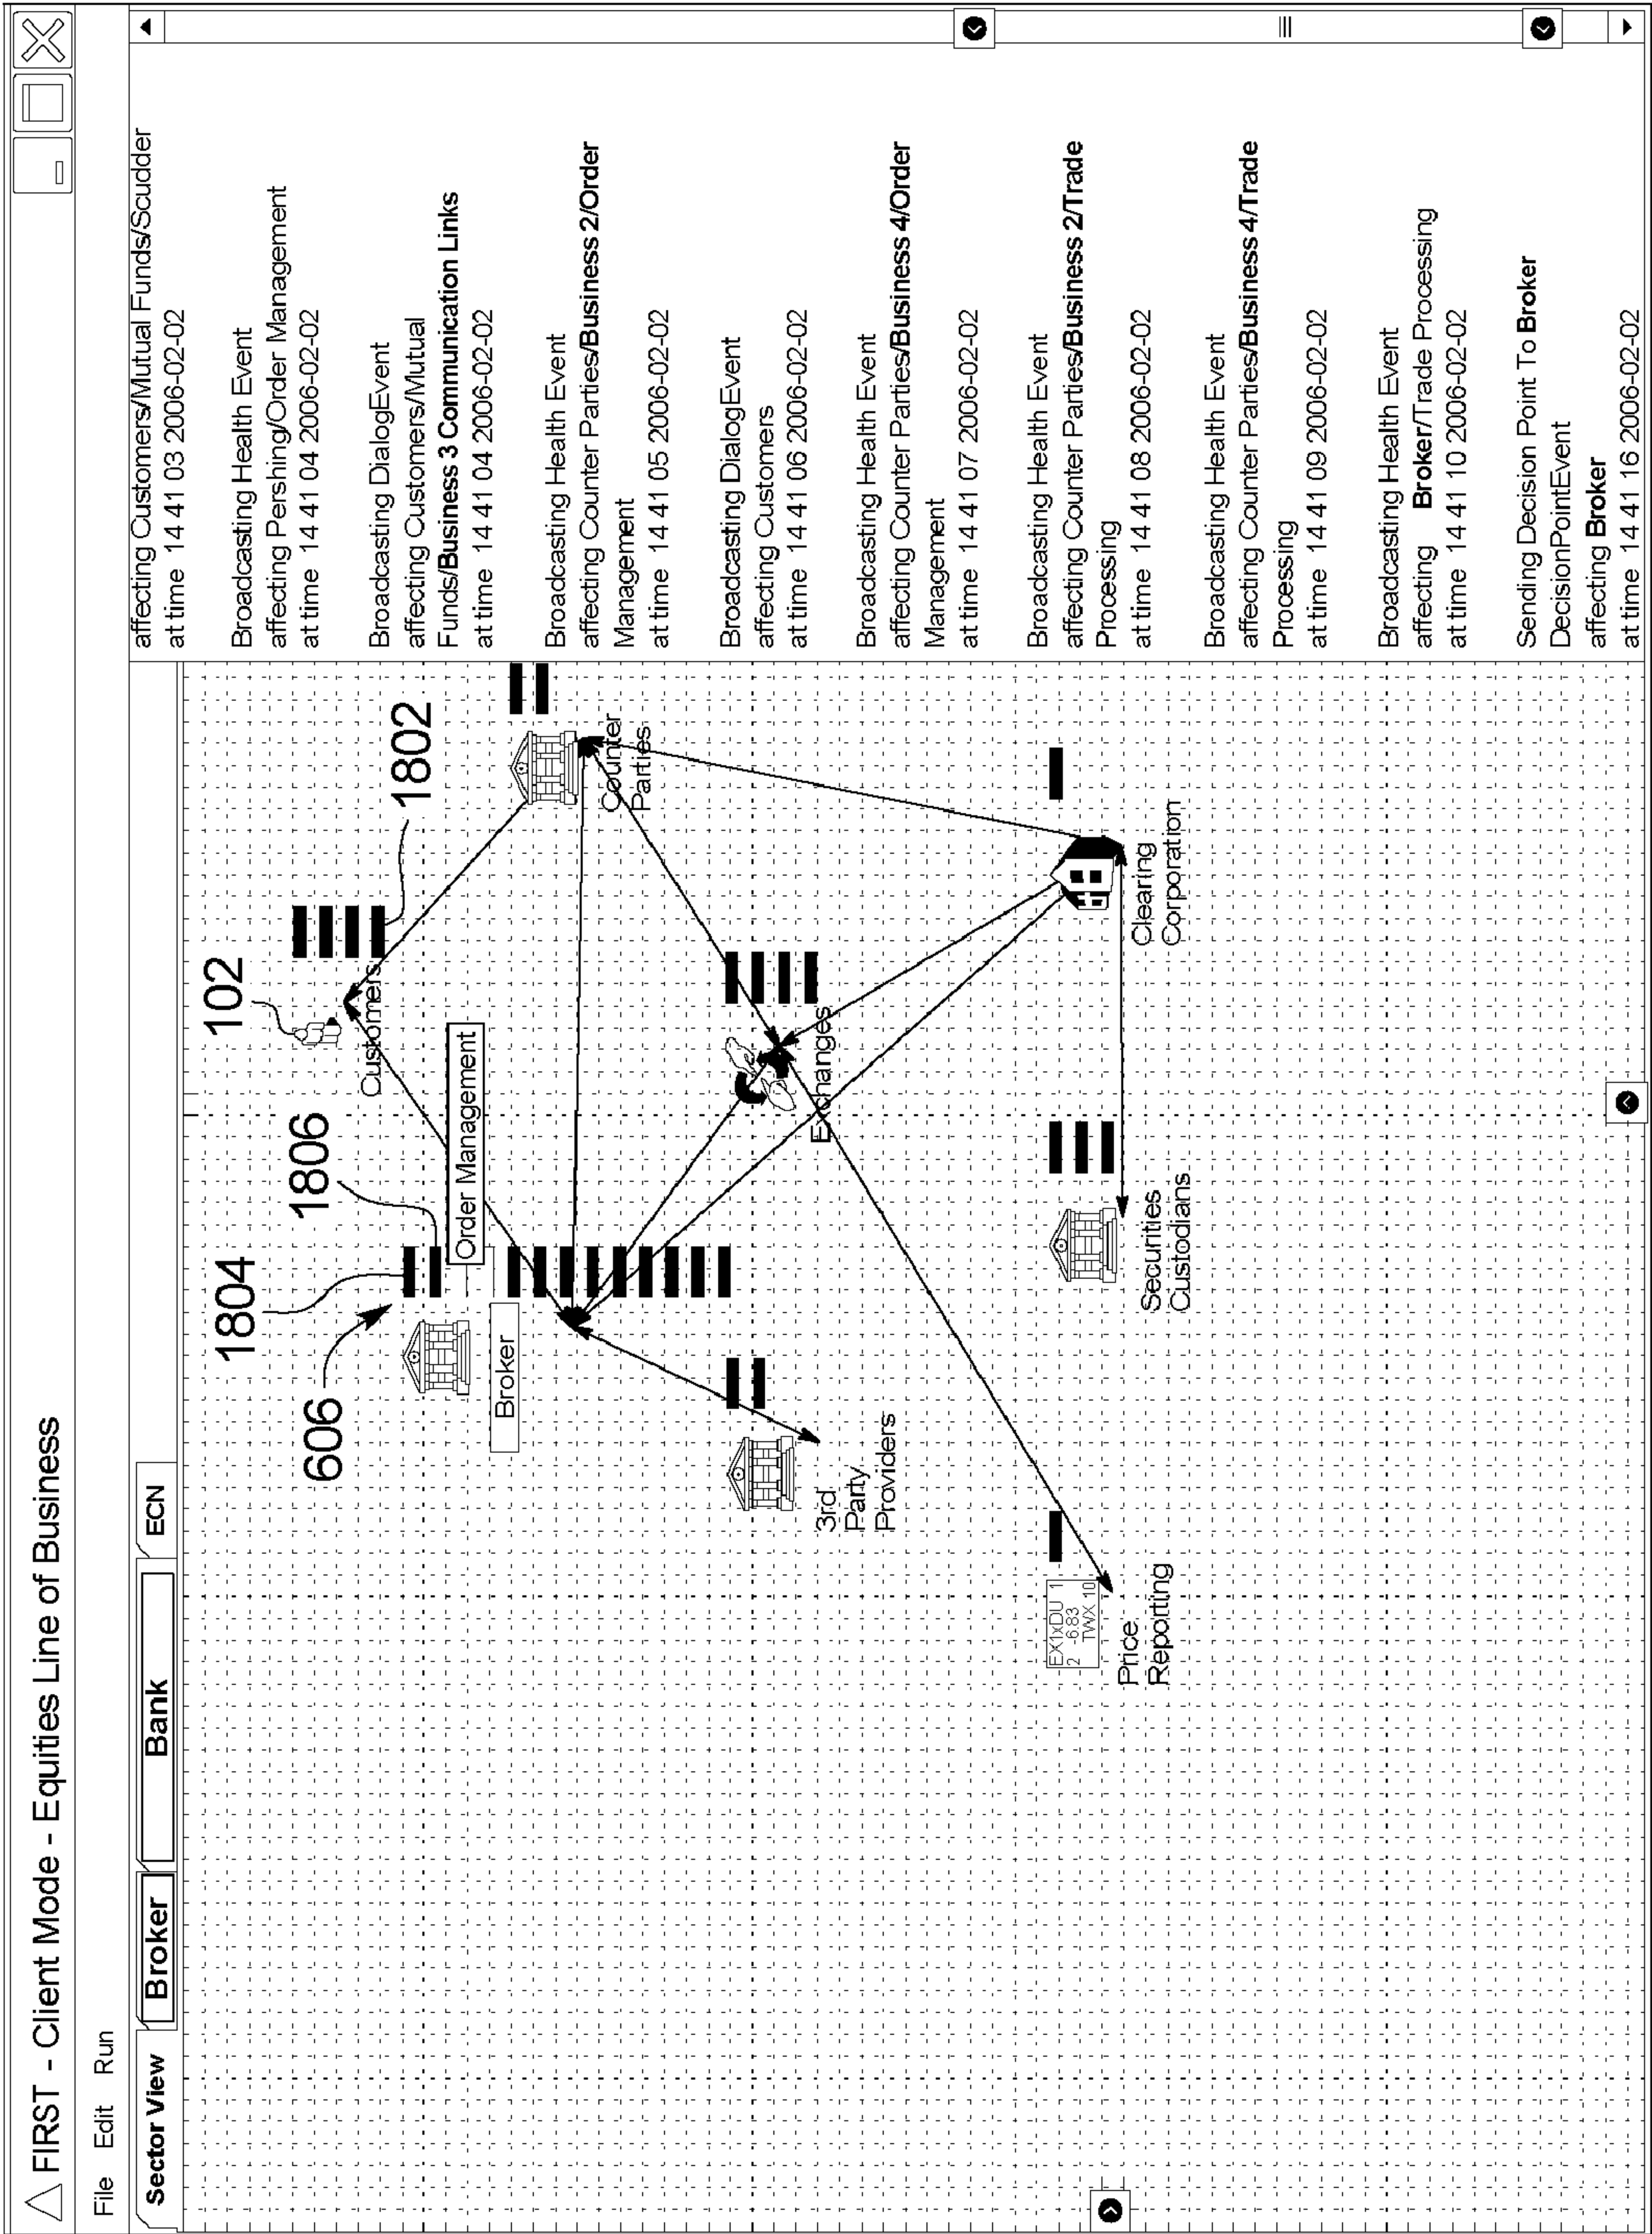 FIRST - Client Mode - Equities Line of Business
File Edit Run
Sector View
Broker
Bank
ECN
102
1802
1804
1806
606
Customers
Order Management
Broker
Counter
Parties
3rd
Party
Providers
Exchanges
EX1xDU 1
2 -6.83
TWX 10
Price
Reporting
Securities
Custodians
Clearing
Corporation
affecting Customers/Mutual Funds/Scudder
at time 14 41 03 2006-02-02
Broadcasting Health Event
affecting Pershing/Order Management
at time 14 41 04 2006-02-02
Broadcasting DialogEvent
affecting Customers/Mutual
Funds/Business 3 Communication Links
at time 14 41 04 2006-02-02
Broadcasting Health Event
affecting Counter Parties/Business 2/Order
Management
at time 14 41 05 2006-02-02
Broadcasting DialogEvent
affecting Customers
at time 14 41 06 2006-02-02
Broadcasting Health Event
affecting Counter Parties/Business 4/Order
Management
at time 14 41 07 2006-02-02
Broadcasting Health Event
affecting Counter Parties/Business 2/Trade
Processing
at time 14 41 08 2006-02-02
Broadcasting Health Event
affecting Counter Parties/Business 4/Trade
Processing
at time 14 41 09 2006-02-02
Broadcasting Health Event
affecting Broker/Trade Processing
at time 14 41 10 2006-02-02
Sending Decision Point To Broker
DecisionPointEvent
affecting Broker
at time 14 41 16 2006-02-02